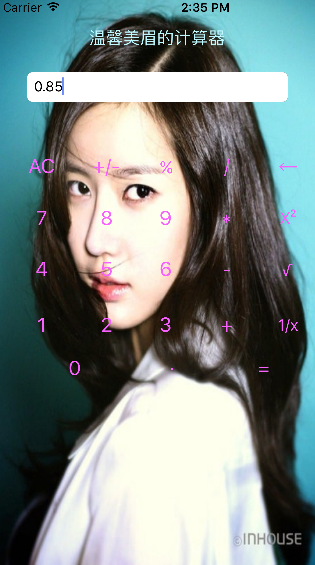 Carrier 2:35 PM
温馨美眉的计算器
0.85
AC +/- % / ←
7 8 9 * X²
4 5 6 - √
1 2 3 + 1/x
0 . =
@INHOUSE